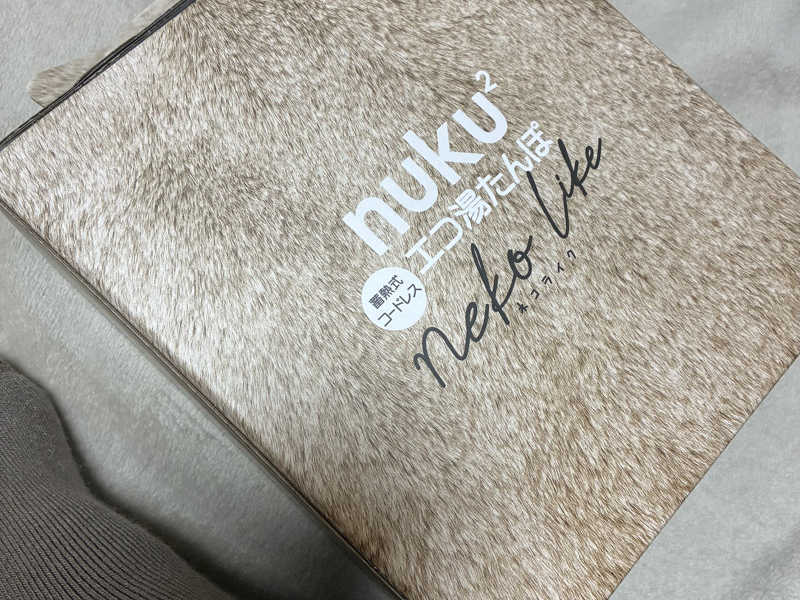 nuku²
エコ湯たんぽ
蓄熱式
コードレス
neko like
ネコライク